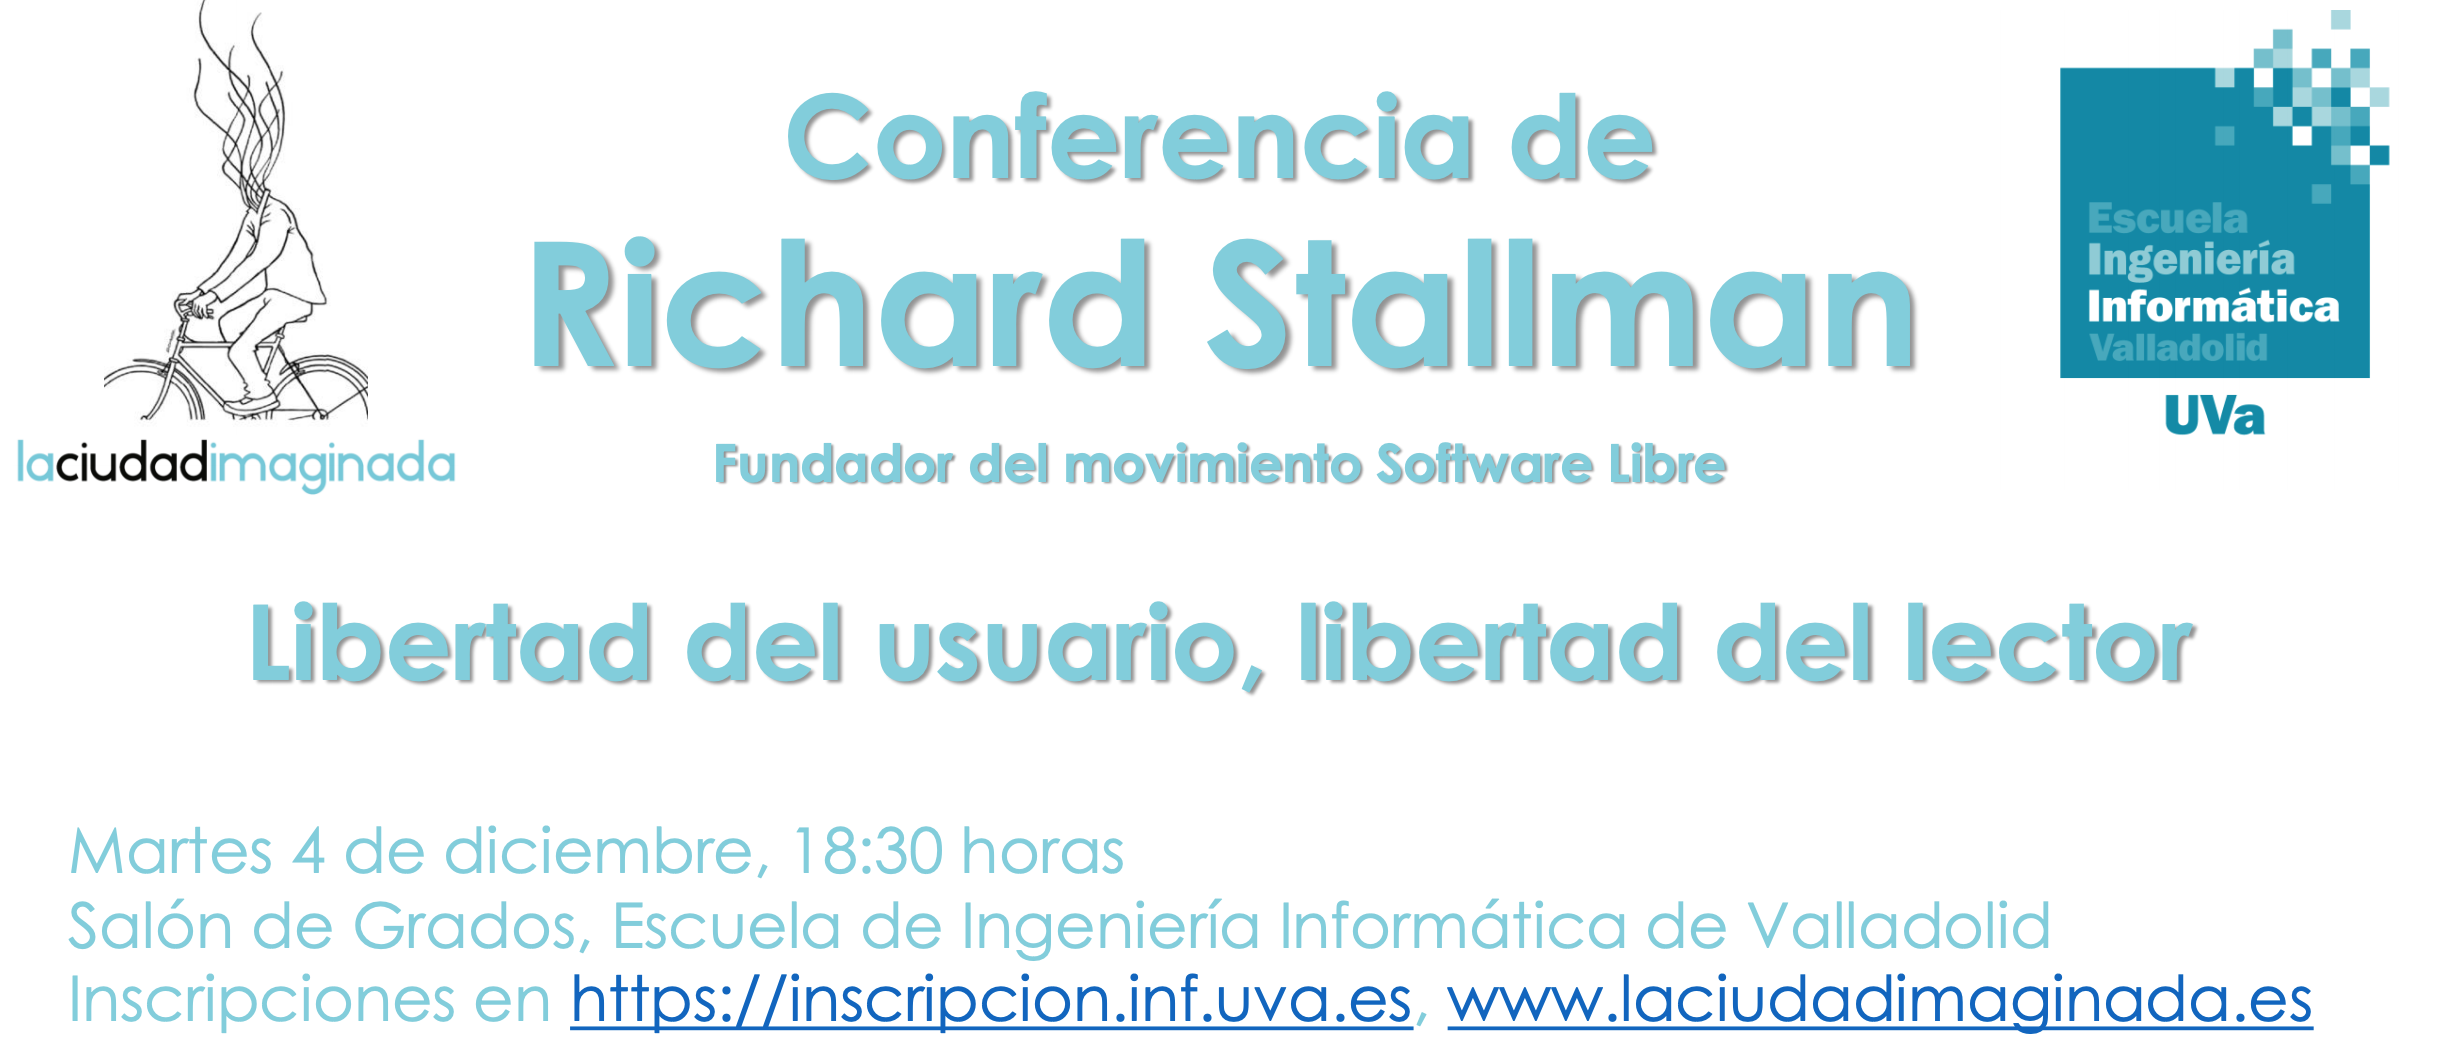 Conferencia de
Richard Stallman
Fundador del movimiento Software Libre
laciudadimaginada
Escuela
Ingeniería
Informática
Valladolid
UVa
Libertad del usuario, libertad del lector
Martes 4 de diciembre, 18:30 horas
Salón de Grados, Escuela de Ingeniería Informática de Valladolid
Inscripciones en https://inscripcion.inf.uva.es, www.laciudadimaginada.es